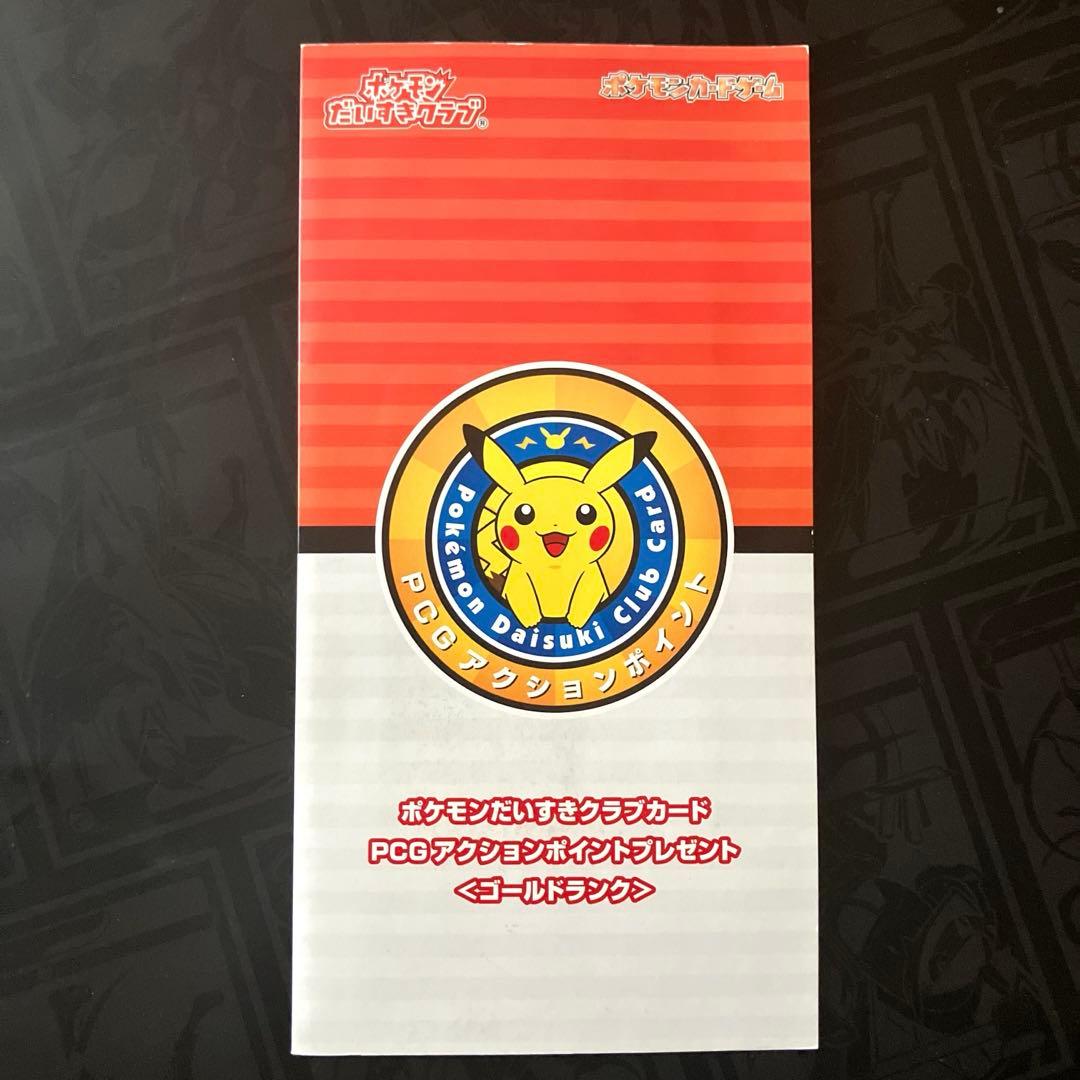 ポケモン
だいすきクラブ®
ポケモンカードゲーム
Pokémon Daisuki Club Card
PCGアクションポイント
ポケモンだいすきクラブカード
PCGアクションポイントプレゼント
<ゴールドランク>